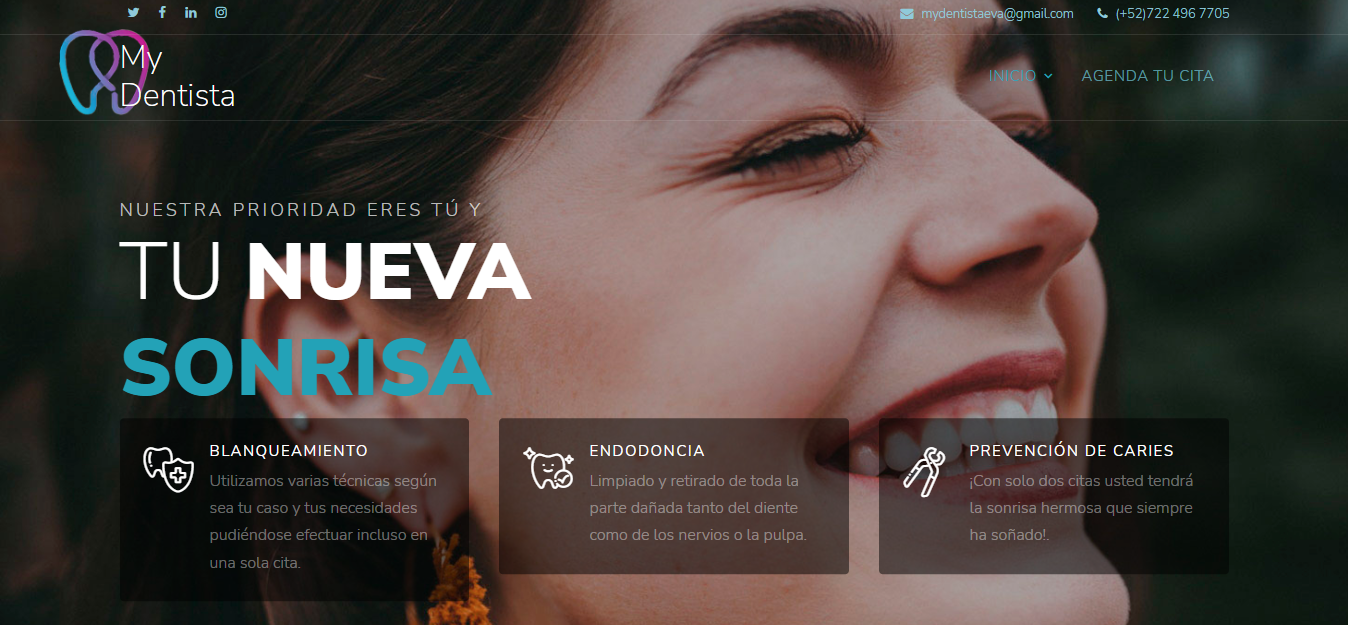 mydentistaeva@gmail.com (+52)722 496 7705
My
Dentista
INICIO AGENDA TU CITA
NUESTRA PRIORIDAD ERES TÚ Y
TU NUEVA
SONRISA
BLANQUEAMIENTO
Utilizamos varias técnicas según
sea tu caso y tus necesidades
pudiéndose efectuar incluso en
una sola cita.
ENDODONCIA
Limpiado y retirado de toda la
parte dañada tanto del diente
como de los nervios o la pulpa.
PREVENCIÓN DE CARIES
¡Con solo dos citas usted tendrá
la sonrisa hermosa que siempre
ha soñado!.